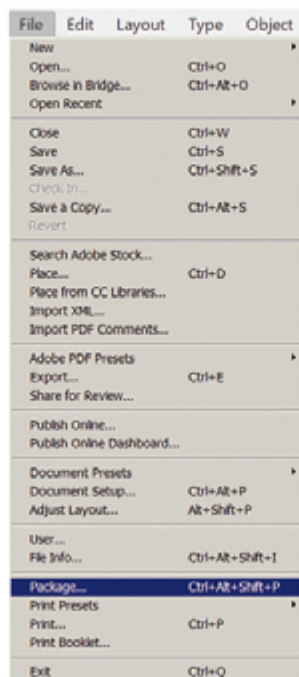 File Edit Layout Type Object
New
Open... Ctrl+O
Browse in Bridge... Ctrl+Alt+O
Open Recent
Close Ctrl+W
Save Ctrl+S
Save As... Ctrl+Shift+S
Check In...
Save a Copy... Ctrl+Alt+S
Revert
Search Adobe Stock...
Place... Ctrl+D
Place from CC Libraries...
Import XML...
Import PDF Comments...
Adobe PDF Presets
Export... Ctrl+E
Share for Review...
Publish Online...
Publish Online Dashboard...
Document Presets
Document Setup... Ctrl+Alt+P
Adjust Layout... Alt+Shift+P
User...
File Info... Ctrl+Alt+Shift+I
Package... Ctrl+Alt+Shift+P
Print Presets
Print... Ctrl+P
Print Booklet...
Exit Ctrl+Q